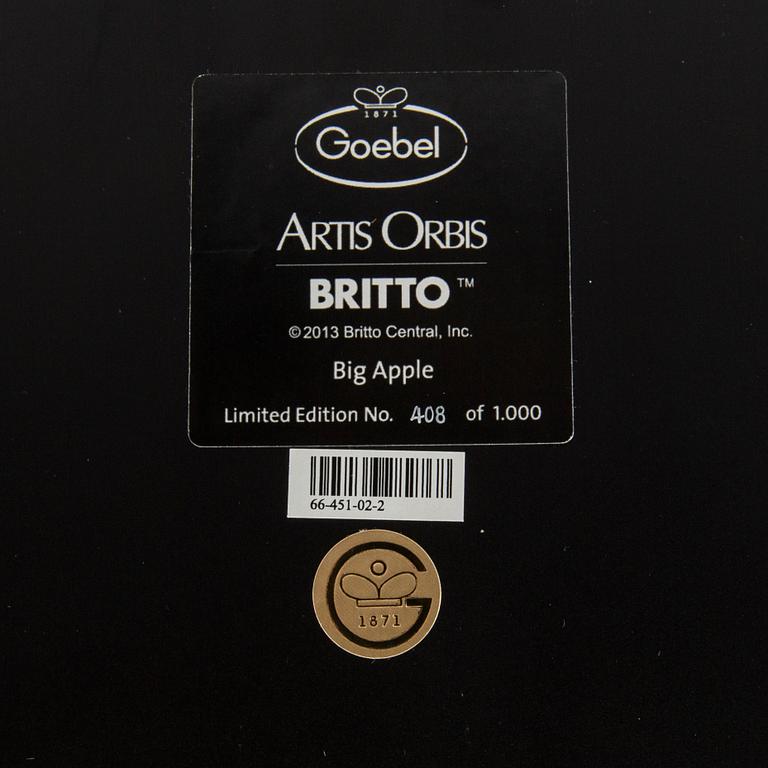 1871
Goebel
ARTIS ORBIS
BRITTO™
©2013 Britto Central, Inc.
Big Apple
Limited Edition No. 408 of 1.000
66-451-02-2
1871